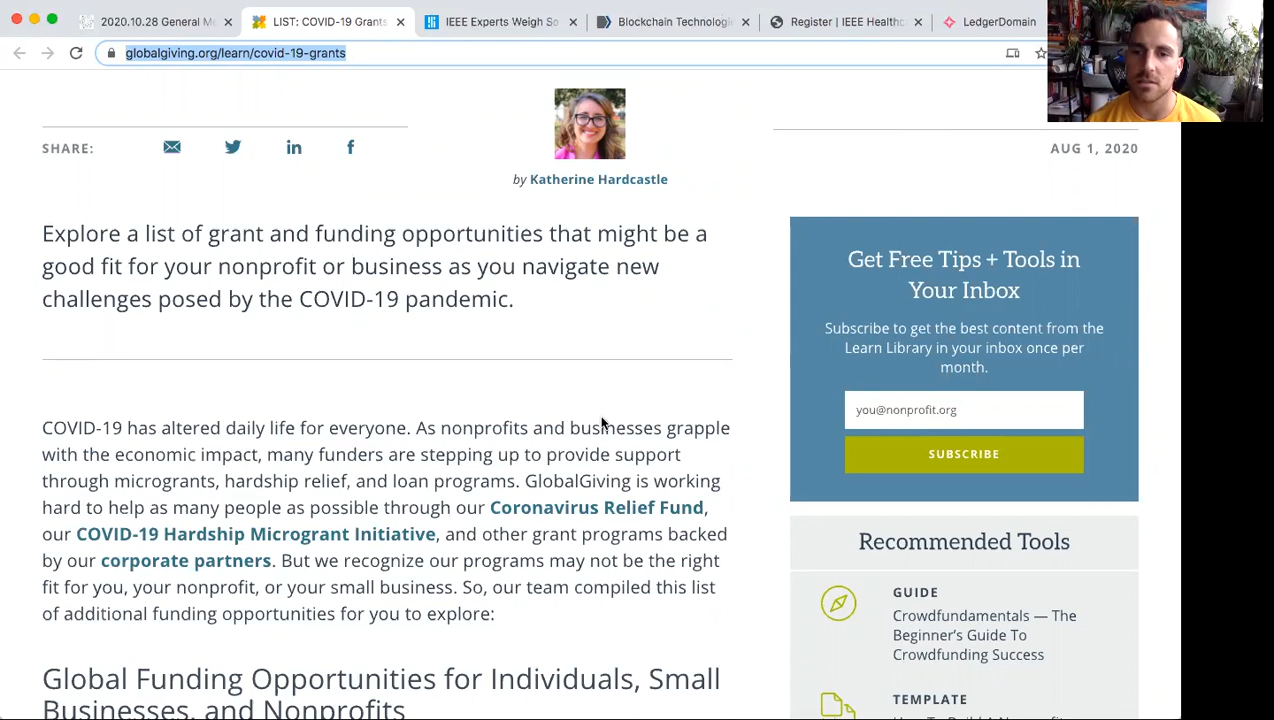 2020.10.28 General M
LIST: COVID-19 Grants
IEEE Experts Weigh So
Blockchain Technologie
Register | IEEE Healthc
LedgerDomain
globalgiving.org/learn/covid-19-grants
SHARE:
by Katherine Hardcastle
AUG 1, 2020
Explore a list of grant and funding opportunities that might be a
good fit for your nonprofit or business as you navigate new
challenges posed by the COVID-19 pandemic.
COVID-19 has altered daily life for everyone. As nonprofits and businesses grapple
with the economic impact, many funders are stepping up to provide support
through microgrants, hardship relief, and loan programs. GlobalGiving is working
hard to help as many people as possible through our Coronavirus Relief Fund,
our COVID-19 Hardship Microgrant Initiative, and other grant programs backed
by our corporate partners. But we recognize our programs may not be the right
fit for you, your nonprofit, or your small business. So, our team compiled this list
of additional funding opportunities for you to explore:
Global Funding Opportunities for Individuals, Small
Businesses, and Nonprofits
Get Free Tips + Tools in
Your Inbox
Subscribe to get the best content from the
Learn Library in your inbox once per
month.
you@nonprofit.org
SUBSCRIBE
Recommended Tools
GUIDE
Crowdfundamentals — The
Beginner's Guide To
Crowdfunding Success
TEMPLATE
How To Build A Nonprofit